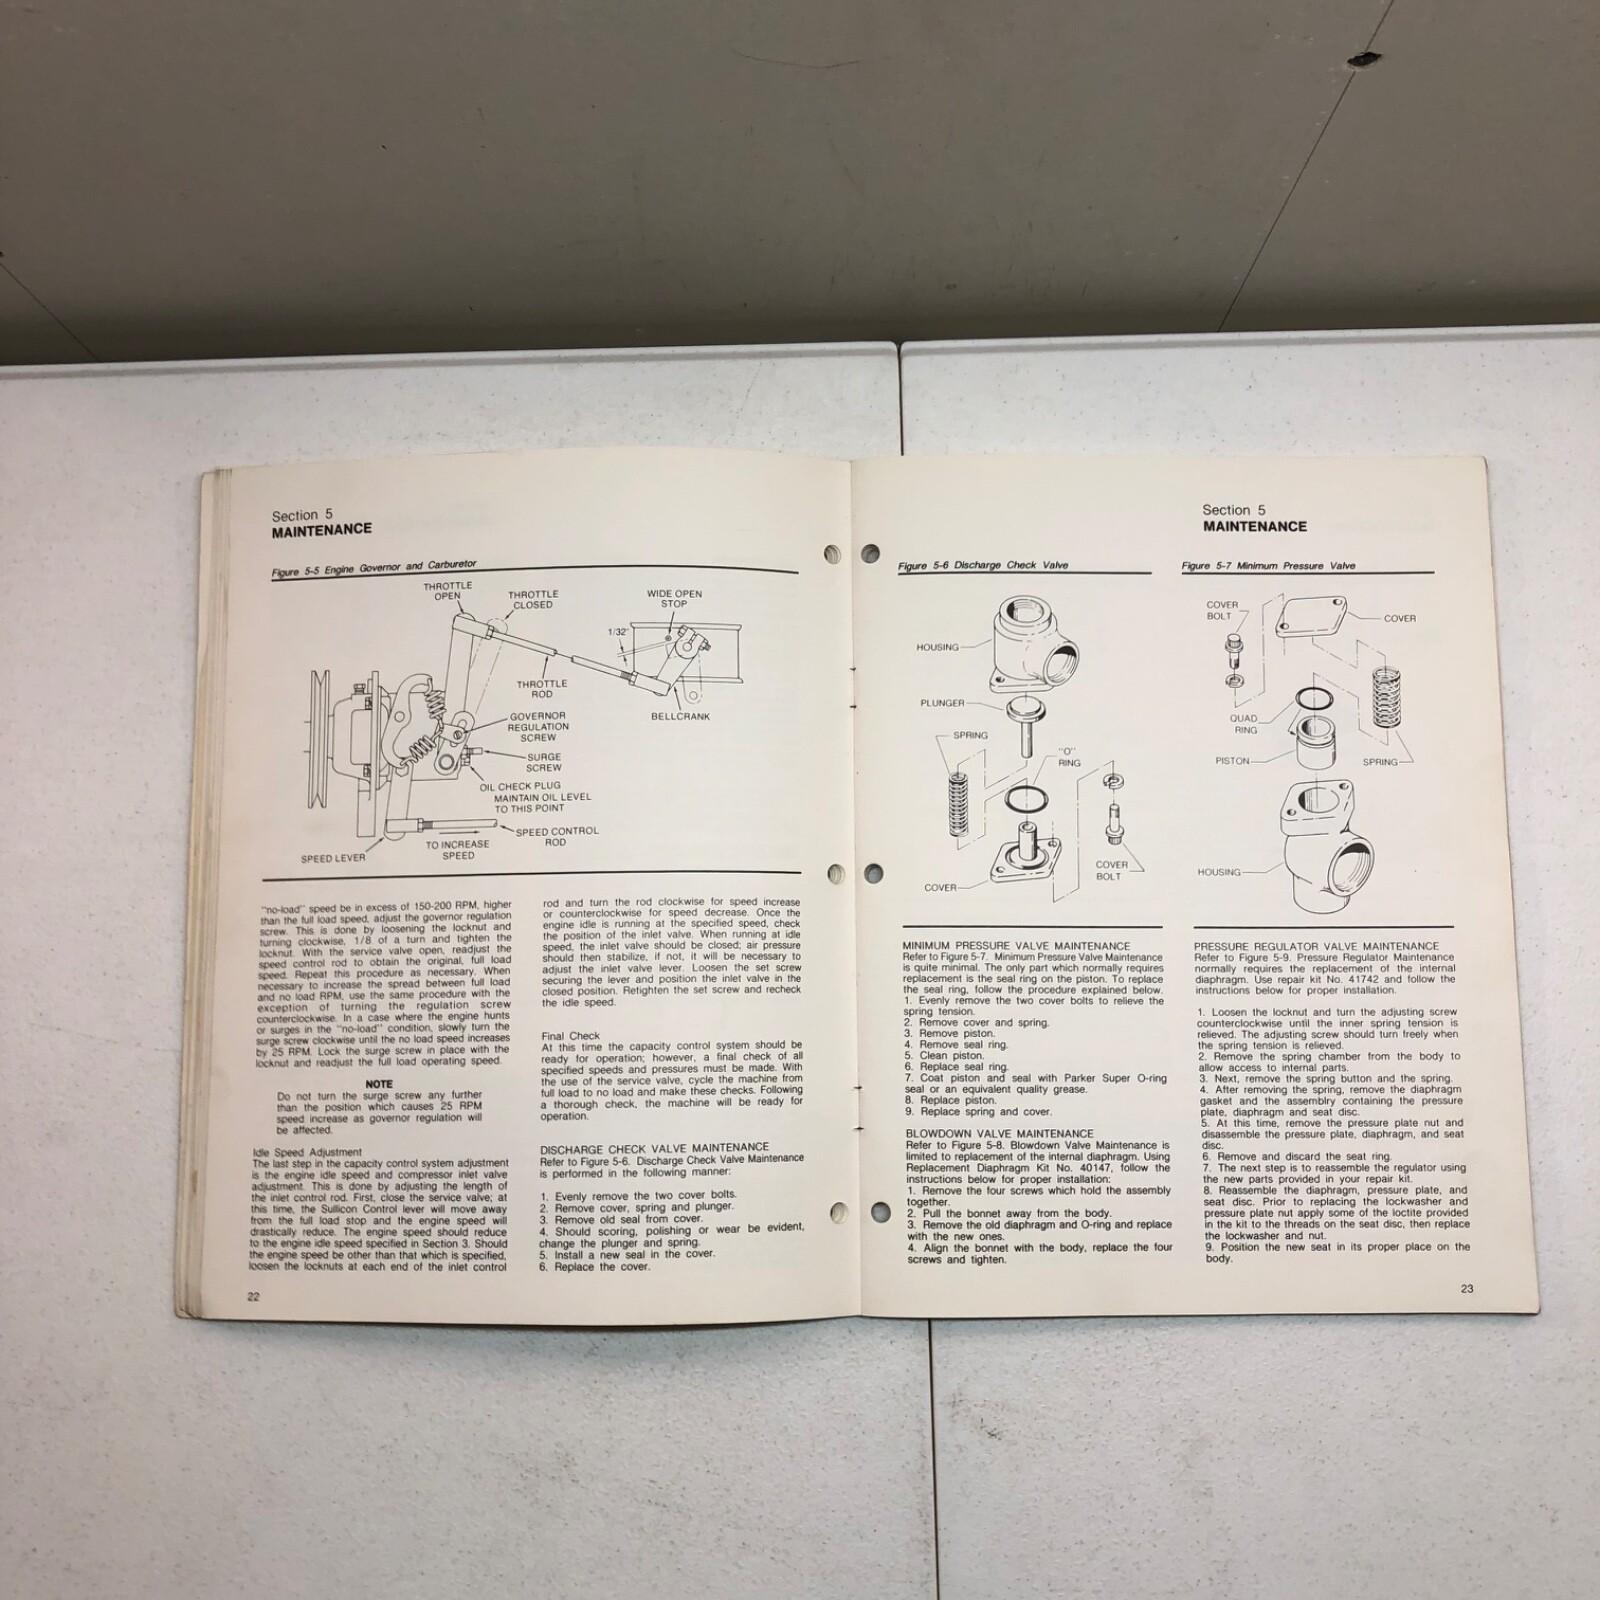 Section 5
MAINTENANCE
Figure 5-5 Engine Governor and Carburetor
THROTTLE
OPEN
THROTTLE
CLOSED
WIDE OPEN
STOP
1/32"
THROTTLE
ROD
BELLCRANK
GOVERNOR
REGULATION
SCREW
SURGE
SCREW
OIL CHECK PLUG
MAINTAIN OIL LEVEL
TO THIS POINT
SPEED CONTROL
ROD
TO INCREASE
SPEED
SPEED LEVER
"no-load" speed be in excess of 150-200 RPM, higher
than the full load speed, adjust the governor regulation
screw. This is done by loosening the locknut and
turning clockwise, 1/8 of a turn and tighten the
locknut. With the service valve open, readjust the
speed control rod to obtain the original, full load
speed. Repeat this procedure as necessary. When
necessary to increase the spread between full load
and no load RPM, use the same procedure with the
exception of turning the regulation screw
counterclockwise. In a case where the engine hunts
or surges in the "no-load" condition, slowly turn the
surge screw clockwise until the no load speed increases
by 25 RPM. Lock the surge screw in place with the
locknut and readjust the full load operating speed.
NOTE
Do not turn the surge screw any further
than the position which causes 25 RPM
speed increase as governor regulation will
be affected.
Idle Speed Adjustment
The last step in the capacity control system adjustment
is the engine idle speed and compressor inlet valve
adjustment. This is done by adjusting the length of
the inlet control rod. First, close the service valve; at
this time, the Sullicon Control lever will move away
from the full load stop and the engine speed will
drastically reduce. The engine speed should reduce
to the engine idle speed specified in Section 3. Should
the engine speed be other than that which is specified,
loosen the locknuts at each end of the inlet control
rod and turn the rod clockwise for speed increase
or counterclockwise for speed decrease. Once the
engine idle is running at the specified speed, check
the position of the inlet valve. When running at idle
speed, the inlet valve should be closed; air pressure
should then stabilize, if not, it will be necessary to
adjust the inlet valve lever. Loosen the set screw
securing the lever and position the inlet valve in the
closed position. Retighten the set screw and recheck
the idle speed.
Final Check
At this time the capacity control system should be
ready for operation; however, a final check of all
specified speeds and pressures must be made. With
the use of the service valve, cycle the machine from
full load to no load and make these checks. Following
a thorough check, the machine will be ready for
operation.
DISCHARGE CHECK VALVE MAINTENANCE
Refer to Figure 5-6. Discharge Check Valve Maintenance
is performed in the following manner:
1. Evenly remove the two cover bolts.
2. Remove cover, spring and plunger.
3. Remove old seal from cover.
4. Should scoring, polishing or wear be evident,
change the plunger and spring.
5. Install a new seal in the cover.
6. Replace the cover.
22
Section 5
MAINTENANCE
Figure 5-6 Discharge Check Valve
HOUSING
PLUNGER
SPRING
"O"
RING
COVER
BOLT
COVER
Figure 5-7 Minimum Pressure Valve
COVER
BOLT
COVER
QUAD
RING
PISTON
SPRING
HOUSING
MINIMUM PRESSURE VALVE MAINTENANCE
Refer to Figure 5-7. Minimum Pressure Valve Maintenance
is quite minimal. The only part which normally requires
replacement is the seal ring on the piston. To replace
the seal ring, follow the procedure explained below.
1. Evenly remove the two cover bolts to relieve the
spring tension.
2. Remove cover and spring.
3. Remove piston.
4. Remove seal ring.
5. Clean piston.
6. Replace seal ring.
7. Coat piston and seal with Parker Super O-ring
seal or an equivalent quality grease.
8. Replace piston.
9. Replace spring and cover.
BLOWDOWN VALVE MAINTENANCE
Refer to Figure 5-8. Blowdown Valve Maintenance is
limited to replacement of the internal diaphragm. Using
Replacement Diaphragm Kit No. 40147, follow the
instructions below for proper installation:
1. Remove the four screws which hold the assembly
together.
2. Pull the bonnet away from the body.
3. Remove the old diaphragm and O-ring and replace
with the new ones.
4. Align the bonnet with the body, replace the four
screws and tighten.
PRESSURE REGULATOR VALVE MAINTENANCE
Refer to Figure 5-9. Pressure Regulator Maintenance
normally requires the replacement of the internal
diaphragm. Use repair kit No. 41742 and follow the
instructions below for proper installation.
1. Loosen the locknut and turn the adjusting screw
counterclockwise until the inner spring tension is
relieved. The adjusting screw should turn freely when
the spring tension is relieved.
2. Remove the spring chamber from the body to
allow access to internal parts.
3. Next, remove the spring button and the spring.
4. After removing the spring, remove the diaphragm
gasket and the assemblry containing the pressure
plate, diaphragm and seat disc.
5. At this time, remove the pressure plate nut and
disassemble the pressure plate, diaphragm, and seat
disc.
6. Remove and discard the seat ring.
7. The next step is to reassemble the regulator using
the new parts provided in your repair kit.
8. Reassemble the diaphragm, pressure plate, and
seat disc. Prior to replacing the lockwasher and
pressure plate nut apply some of the loctite provided
in the kit to the threads on the seat disc, then replace
the lockwasher and nut.
9. Position the new seat in its proper place on the
body.
23